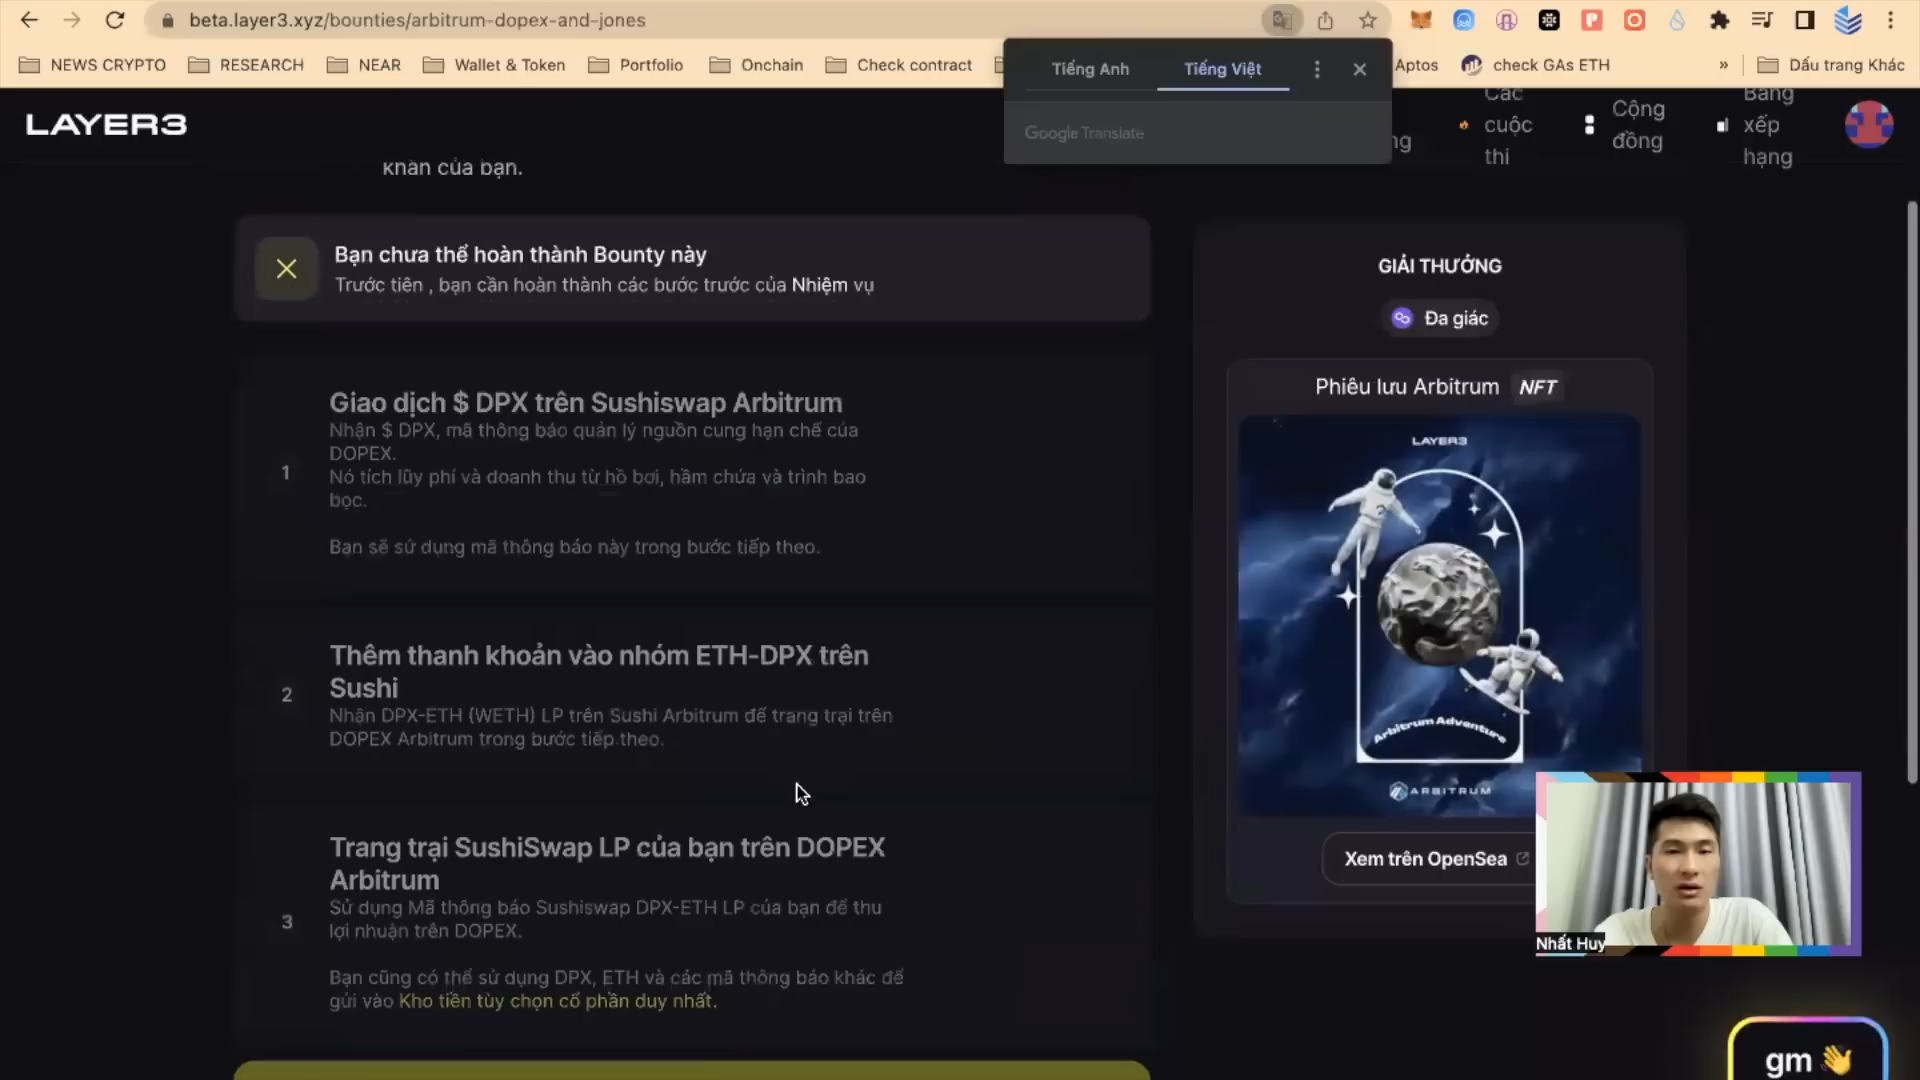 beta.layer3.xyz/bounties/arbitrum-dopex-and-jones
NEWS CRYPTO
RESEARCH
NEAR
Wallet & Token
Portfolio
Onchain
Check contract
Aptos
check GAs ETH
»
Dấu trang Khác
Tiếng Anh
Tiếng Việt
Google Translate
LAYER3
ng
Các
cuộc
thi
Cộng
đồng
Bảng
xếp
hạng
khăn của bạn.
Bạn chưa thể hoàn thành Bounty này
Trước tiên , bạn cần hoàn thành các bước trước của Nhiệm vụ
1
Giao dịch $ DPX trên Sushiswap Arbitrum
Nhận $ DPX, mã thông báo quản lý nguồn cung hạn chế của
DOPEX.
Nó tích lũy phí và doanh thu từ hồ bơi, hầm chứa và trình bao
bọc.
Bạn sẽ sử dụng mã thông báo này trong bước tiếp theo.
2
Thêm thanh khoản vào nhóm ETH-DPX trên
Sushi
Nhận DPX-ETH (WETH) LP trên Sushi Arbitrum để trang trại trên
DOPEX Arbitrum trong bước tiếp theo.
3
Trang trại SushiSwap LP của bạn trên DOPEX
Arbitrum
Sử dụng Mã thông báo Sushiswap DPX-ETH LP của bạn để thu
lợi nhuận trên DOPEX.
Bạn cũng có thể sử dụng DPX, ETH và các mã thông báo khác để
gửi vào Kho tiền tùy chọn cổ phần duy nhất.
GIẢI THƯỞNG
Đa giác
Phiêu lưu Arbitrum NFT
LAYER3
Arbitrum Adventure
ARBITRUM
Xem trên OpenSea
Nhất Huy
gm 👋